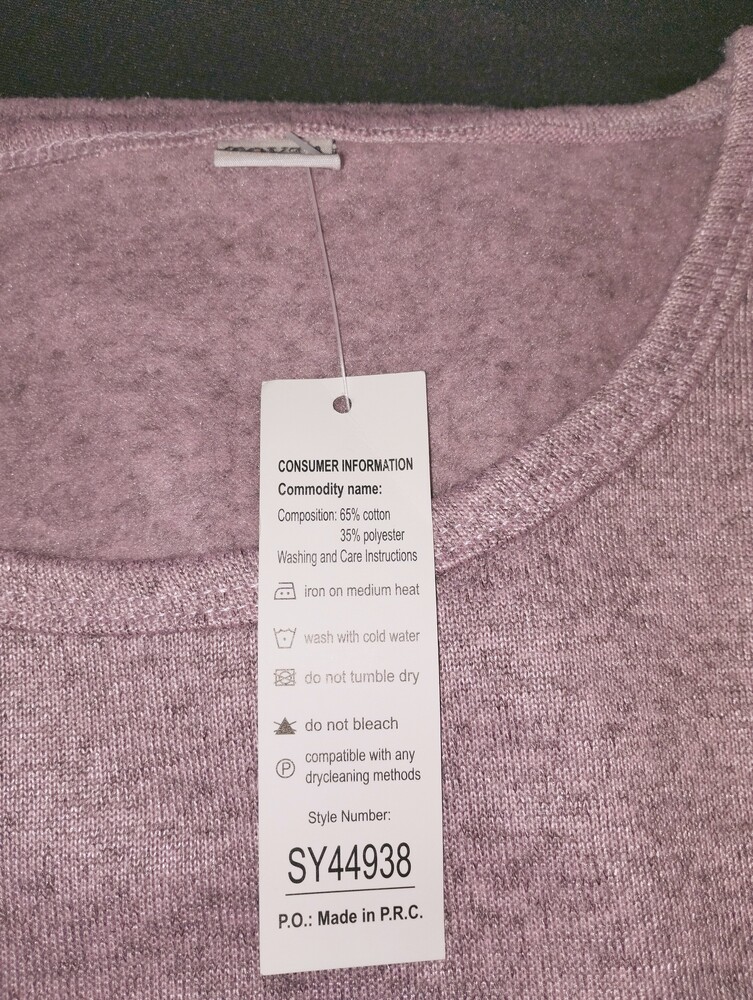 CONSUMER INFORMATION
Commodity name:
Composition: 65% cotton
35% polyester
Washing and Care Instructions
iron on medium heat
wash with cold water
do not tumble dry
do not bleach
P
compatible with any
drycleaning methods
Style Number:
SY44938
P.O.: Made in P.R.C.